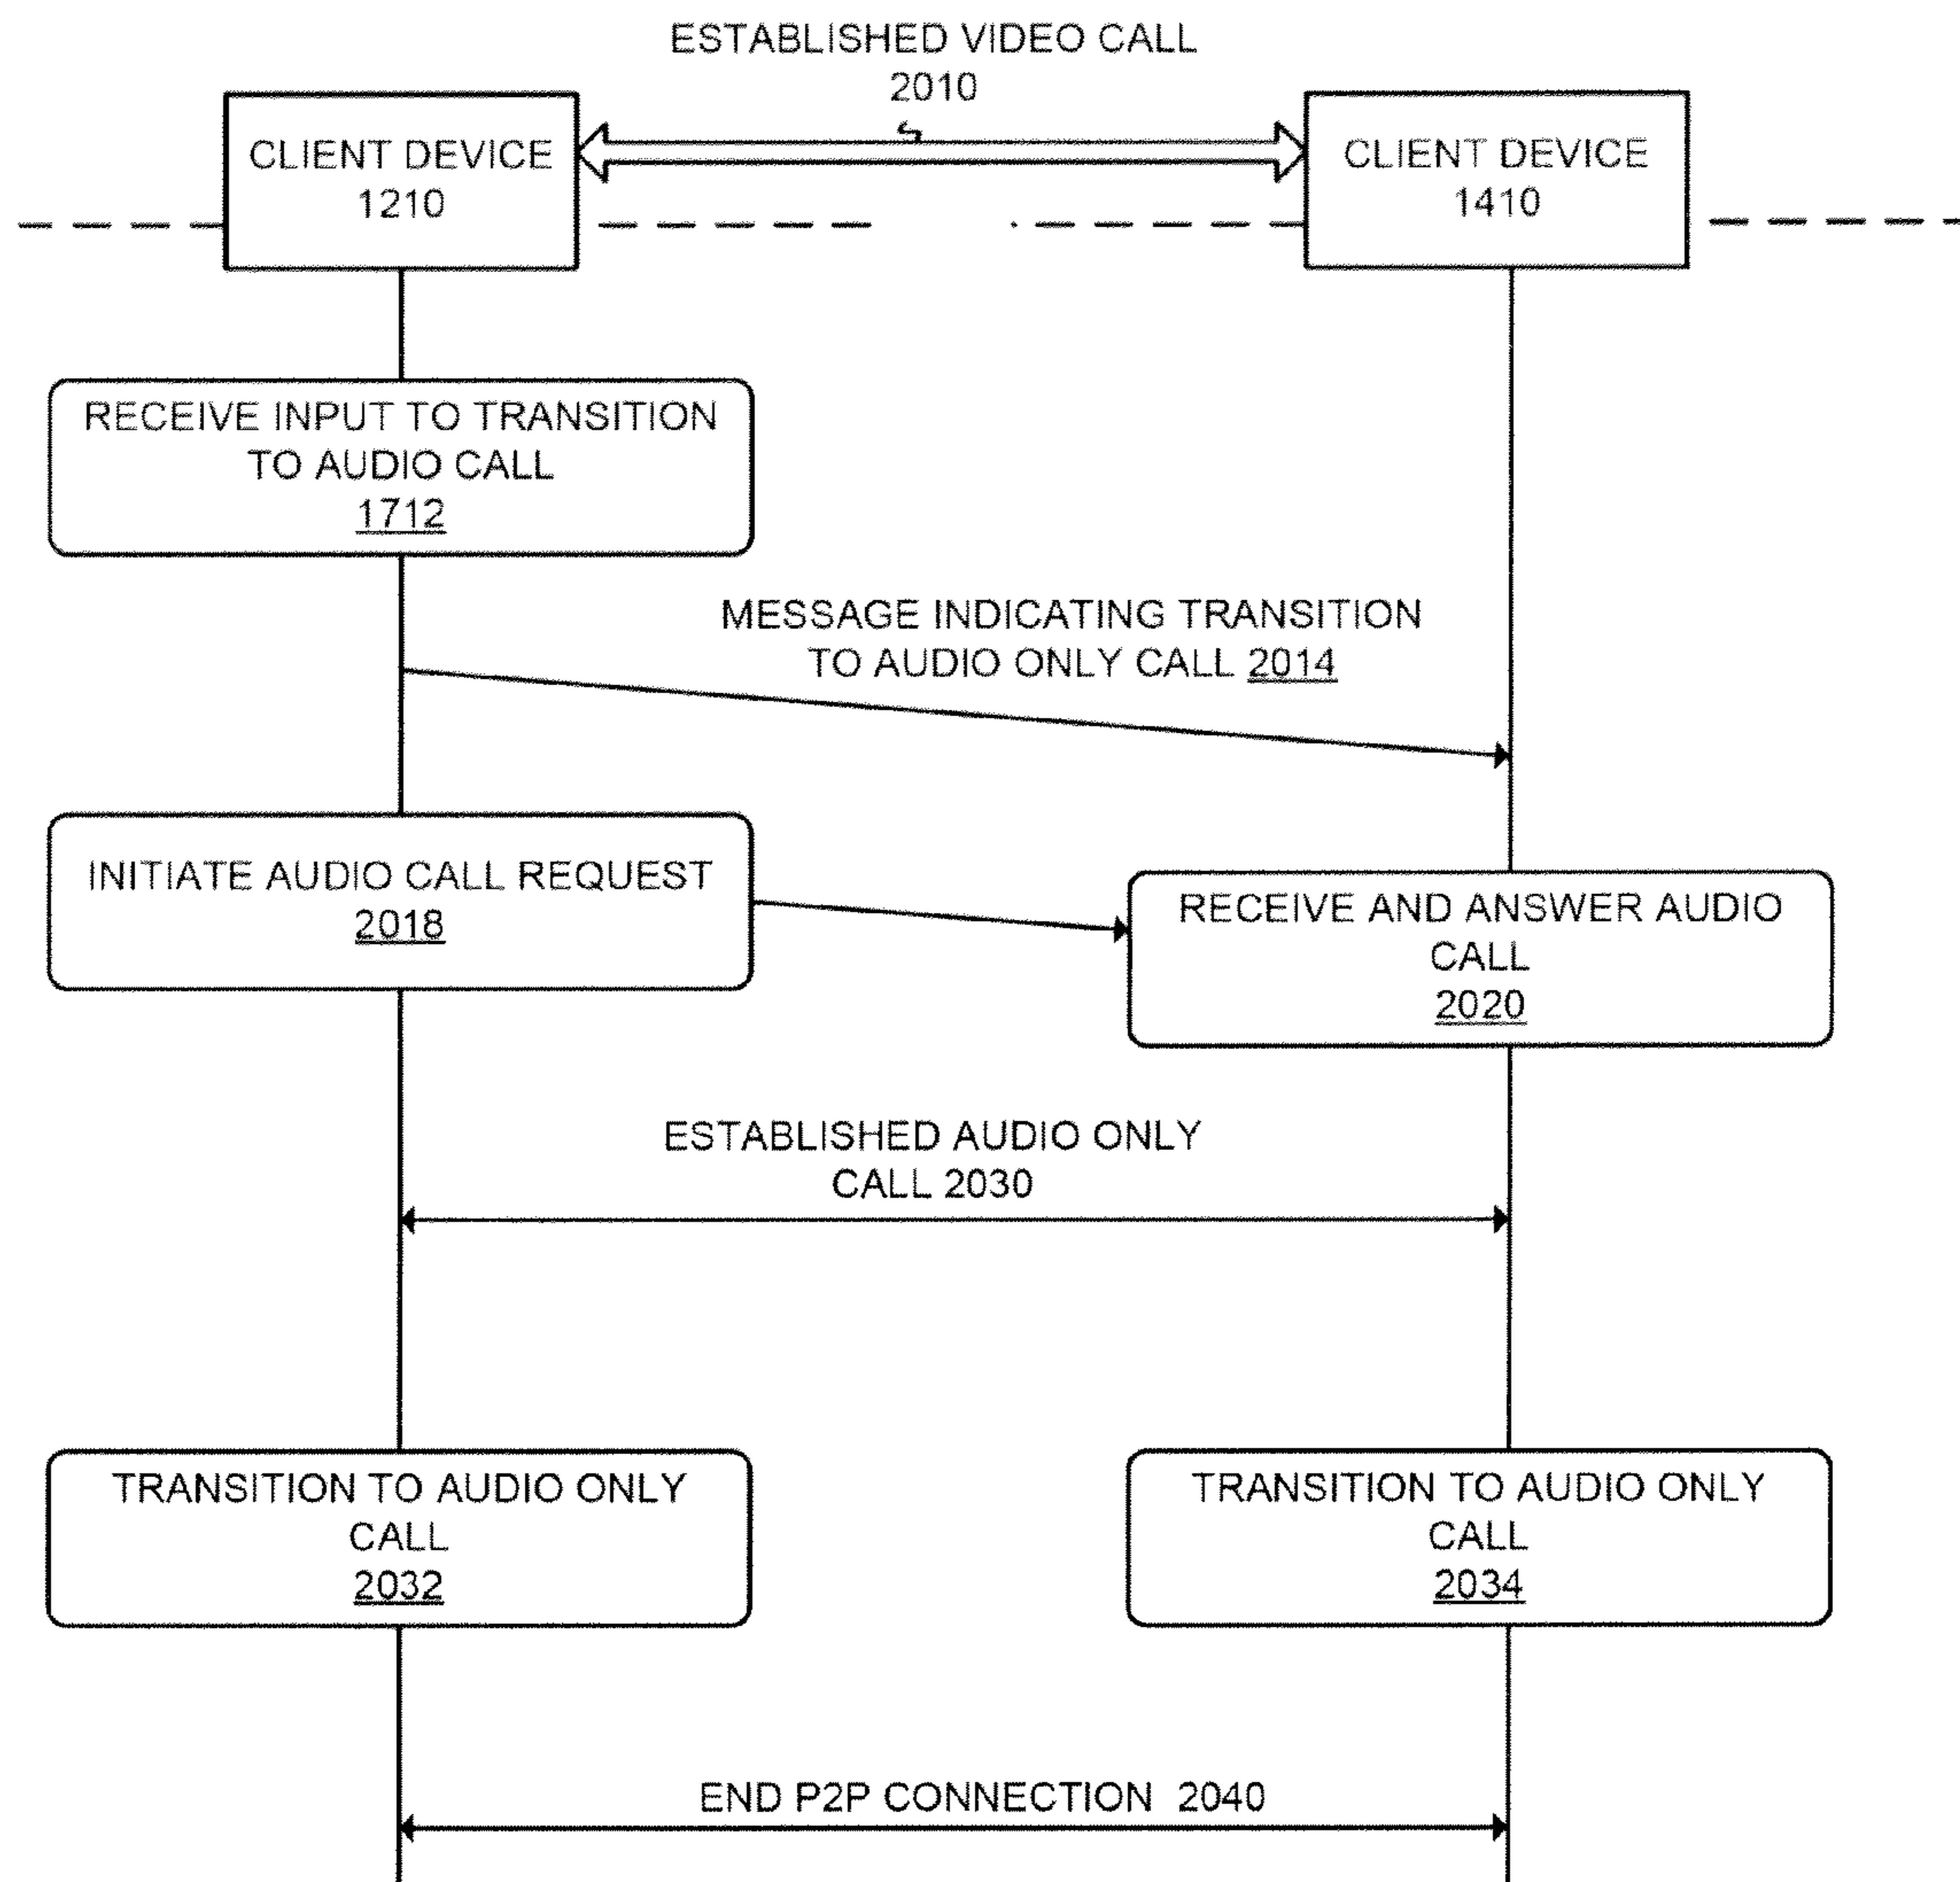 ESTABLISHED VIDEO CALL
2010
CLIENT DEVICE
1210
CLIENT DEVICE
1410
RECEIVE INPUT TO TRANSITION
TO AUDIO CALL
1712
MESSAGE INDICATING TRANSITION
TO AUDIO ONLY CALL 2014
INITIATE AUDIO CALL REQUEST
2018
RECEIVE AND ANSWER AUDIO
CALL
2020
ESTABLISHED AUDIO ONLY
CALL 2030
TRANSITION TO AUDIO ONLY
CALL
2032
TRANSITION TO AUDIO ONLY
CALL
2034
END P2P CONNECTION 2040